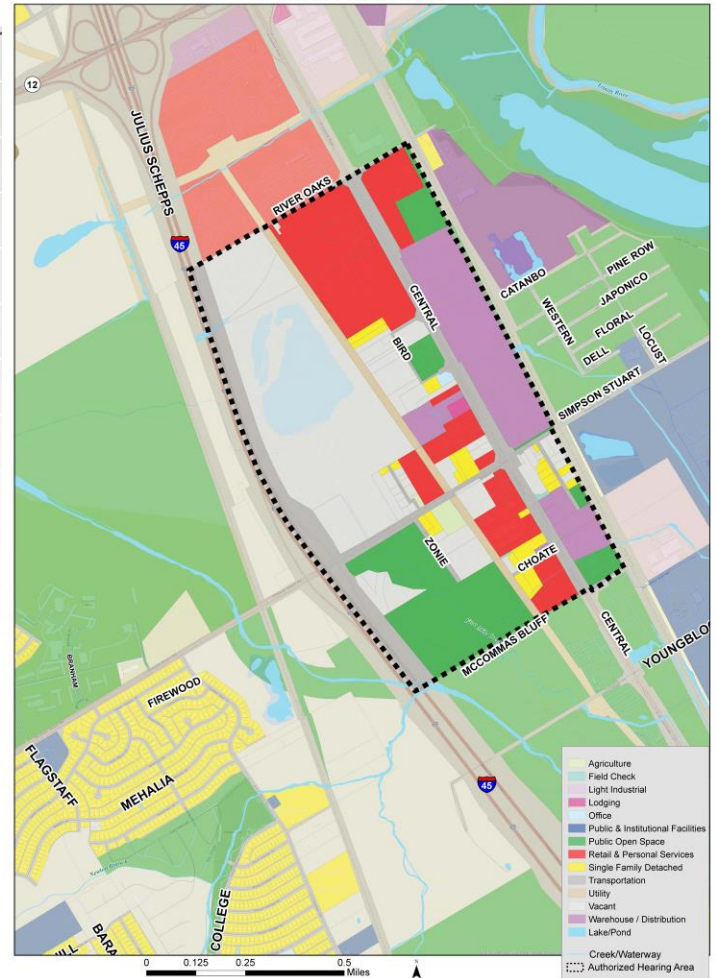 Trinity River
12
JULIUS SCHEPPS
RIVER OAKS
45
CENTRAL
CATANBO
PINE ROW
WESTERN
JAPONICO
FLORAL
DELL
LOCUST
BIRD
SIMPSON STUART
ZONIE
CHOATE
MCCOMMAS BLUFF
CENTRAL
YOUNGBLO
BRANHAM
FIREWOOD
FLAGSTAFF
MEHALIA
45
COLLEGE
BARA
ILL
Agriculture
Field Check
Light Industrial
Lodging
Office
Public & Institutional Facilities
Public Open Space
Retail & Personal Services
Single Family Detached
Transportation
Utility
Vacant
Warehouse / Distribution
Lake/Pond
Creek/Waterway
Authorized Hearing Area
0 0.125 0.25 0.5
Miles
N